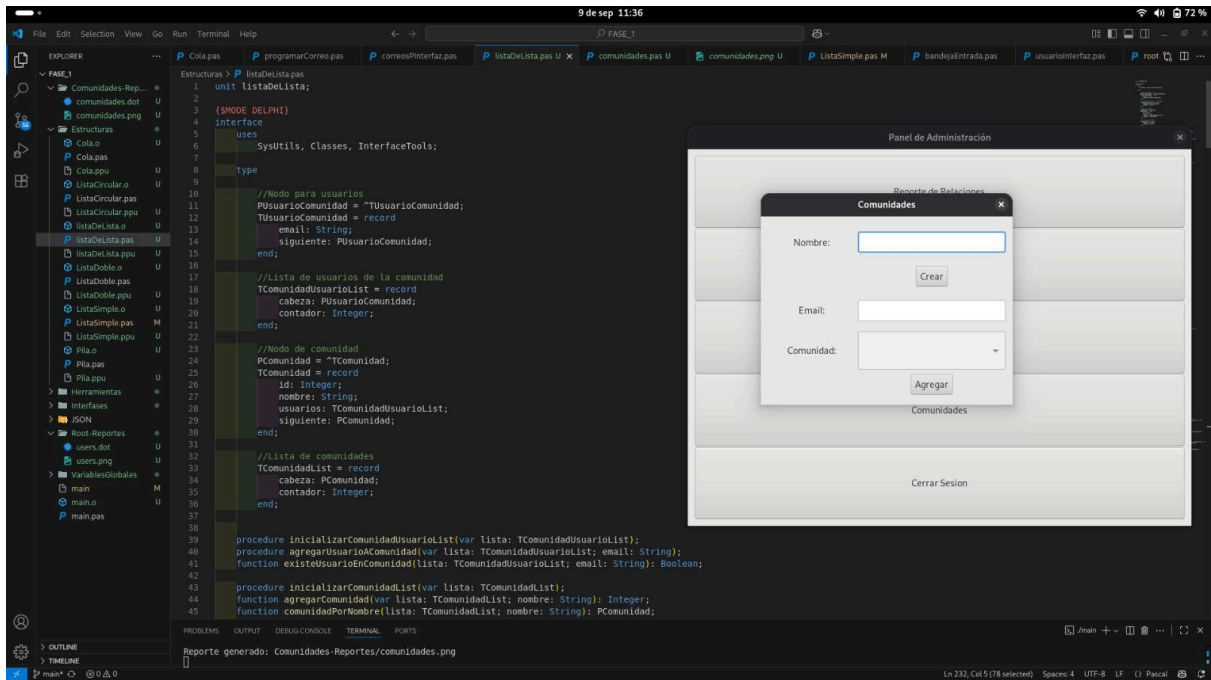 9 de sep 11:36
72 %
File Edit Selection View Go Run Terminal Help
FASE_1
EXPLORER
FASE_1
Comunidades-Rep...
comunidades.dot U
comunidades.png U
Estructuras
Cola.o U
Cola.pas
Cola.ppu U
ListaCircular.o U
ListaCircular.pas
ListaCircular.ppu U
listaDeLista.o U
listaDeLista.pas U
listaDeLista.ppu U
ListaDoble.o U
ListaDoble.pas
ListaDoble.ppu U
ListaSimple.o U
ListaSimple.pas M
ListaSimple.ppu U
Pila.o U
Pila.pas
Pila.ppu U
Herramientas
Interfases
JSON
Root-Reportes
users.dot U
users.png U
VariablesGlobales
main M
main.o U
main.pas
OUTLINE
TIMELINE
Cola.pas programarCorreo.pas correosPInterfaz.pas listaDeLista.pas U comunidades.pas U comunidades.png U ListaSimple.pas M bandejaEntrada.pas usuarioInterfaz.pas root
Estructuras > listaDeLista.pas
1 unit listaDeLista;
2
3 {$MODE DELPHI}
4 interface
5 uses
6 SysUtils, Classes, InterfaceTools;
7
8 type
9
10 //Nodo para usuarios
11 PUsuarioComunidad = ^TUsuarioComunidad;
12 TUsuarioComunidad = record
13 email: String;
14 siguiente: PUsuarioComunidad;
15 end;
16
17 //Lista de usuarios de la comunidad
18 TComunidadUsuarioList = record
19 cabeza: PUsuarioComunidad;
20 contador: Integer;
21 end;
22
23 //Nodo de comunidad
24 PComunidad = ^TComunidad;
25 TComunidad = record
26 id: Integer;
27 nombre: String;
28 usuarios: TComunidadUsuarioList;
29 siguiente: PComunidad;
30 end;
31
32 //Lista de comunidades
33 TComunidadList = record
34 cabeza: PComunidad;
35 contador: Integer;
36 end;
37
38
39 procedure inicializarComunidadUsuarioList(var lista: TComunidadUsuarioList);
40 procedure agregarUsuarioAComunidad(var lista: TComunidadUsuarioList; email: String);
41 function existeUsuarioEnComunidad(lista: TComunidadUsuarioList; email: String): Boolean;
42
43 procedure inicializarComunidadList(var lista: TComunidadList);
44 function agregarComunidad(var lista: TComunidadList; nombre: String): Integer;
45 function comunidadPorNombre(lista: TComunidadList; nombre: String): PComunidad;
Panel de Administración
Reporte de Relaciones
Comunidades
Nombre:
Crear
Email:
Comunidad:
Agregar
Comunidades
Cerrar Sesion
PROBLEMS OUTPUT DEBUG CONSOLE TERMINAL PORTS
./main
Reporte generado: Comunidades-Reportes/comunidades.png
main* 0 0 0
Ln 232, Col 5 (78 selected) Spaces: 4 UTF-8 LF {} Pascal